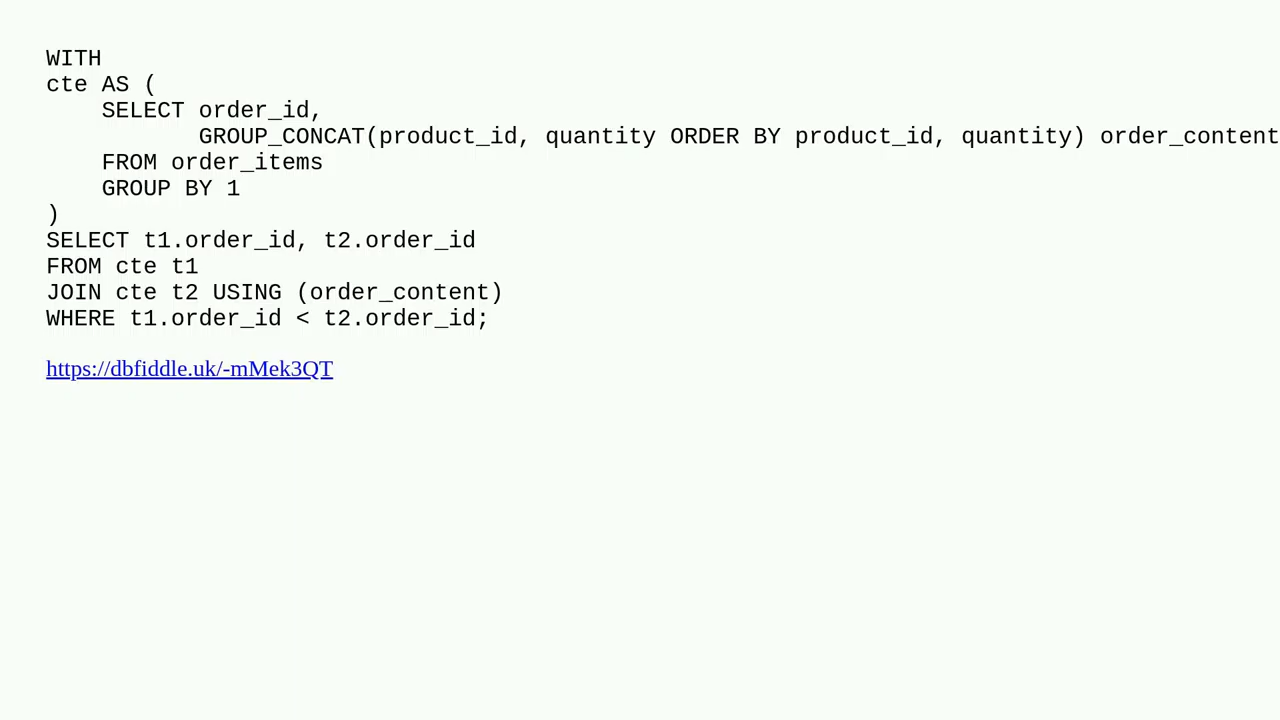 WITH
cte AS (
    SELECT order_id,
           GROUP_CONCAT(product_id, quantity ORDER BY product_id, quantity) order_content
    FROM order_items
    GROUP BY 1
)
SELECT t1.order_id, t2.order_id
FROM cte t1
JOIN cte t2 USING (order_content)
WHERE t1.order_id < t2.order_id;
https://dbfiddle.uk/-mMek3QT